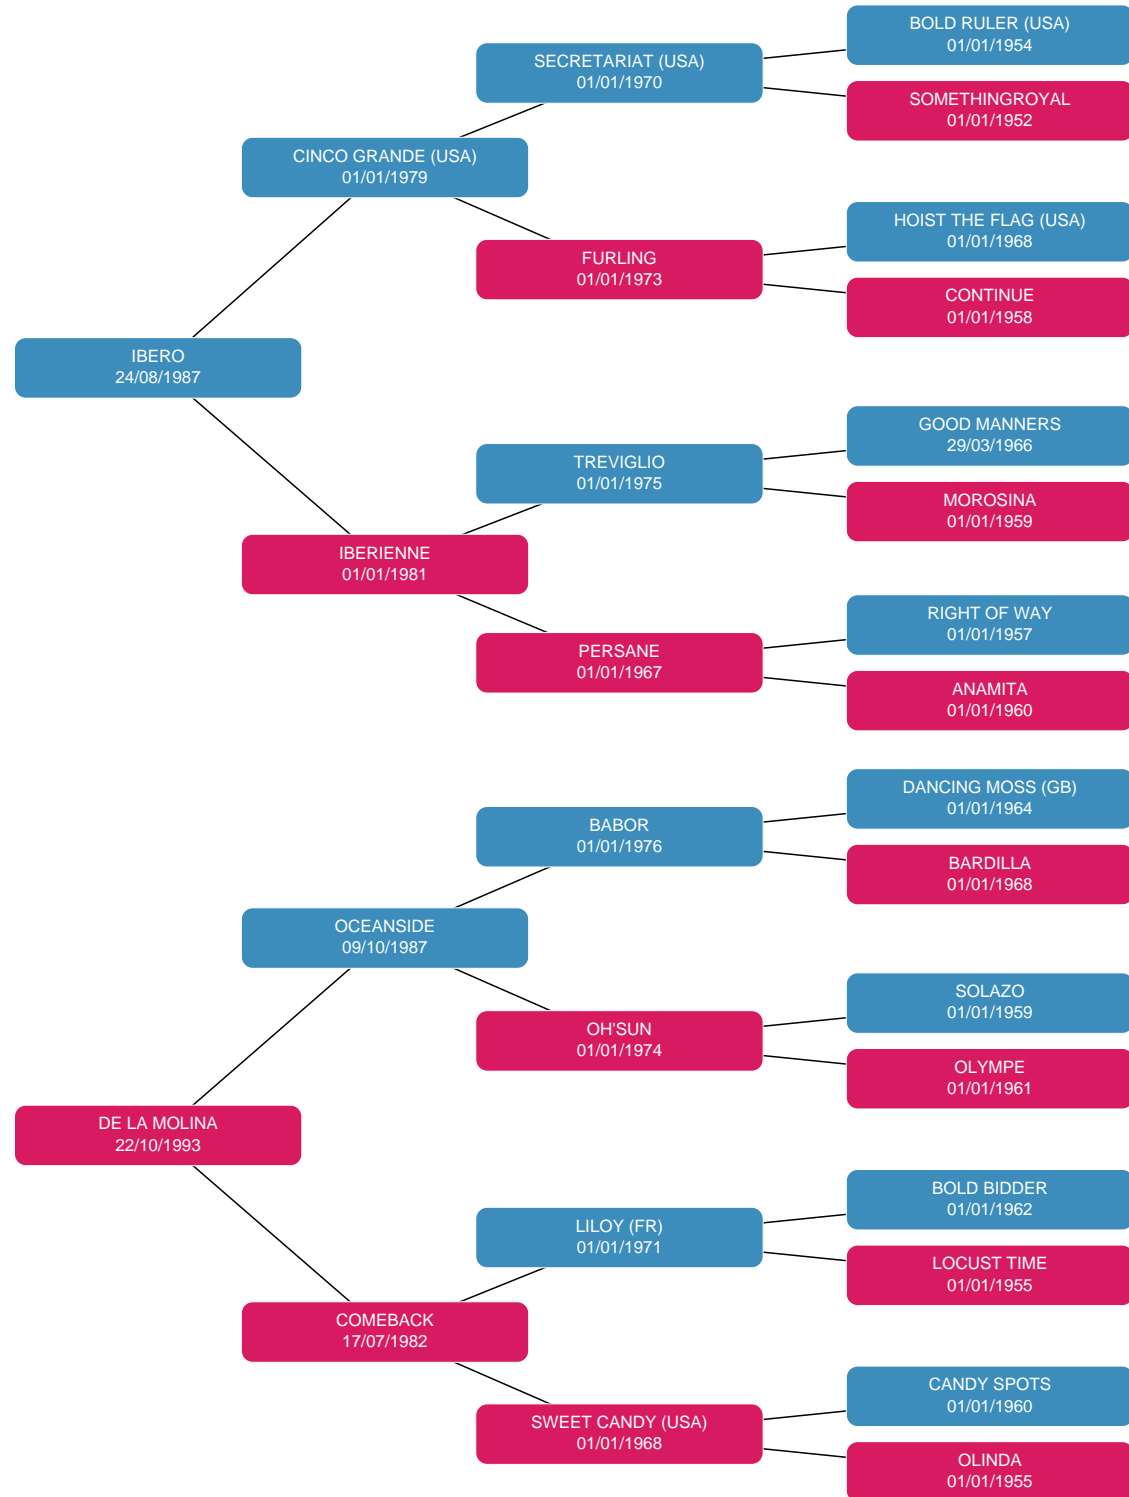 BOLD RULER (USA)
01/01/1954
SECRETARIAT (USA)
01/01/1970
SOMETHINGROYAL
01/01/1952
CINCO GRANDE (USA)
01/01/1979
HOIST THE FLAG (USA)
01/01/1968
FURLING
01/01/1973
CONTINUE
01/01/1958
IBERO
24/08/1987
GOOD MANNERS
29/03/1966
TREVIGLIO
01/01/1975
MOROSINA
01/01/1959
IBERIENNE
01/01/1981
RIGHT OF WAY
01/01/1957
PERSANE
01/01/1967
ANAMITA
01/01/1960
DANCING MOSS (GB)
01/01/1964
BABOR
01/01/1976
BARDILLA
01/01/1968
OCEANSIDE
09/10/1987
SOLAZO
01/01/1959
OH'SUN
01/01/1974
OLYMPE
01/01/1961
DE LA MOLINA
22/10/1993
BOLD BIDDER
01/01/1962
LILOY (FR)
01/01/1971
LOCUST TIME
01/01/1955
COMEBACK
17/07/1982
CANDY SPOTS
01/01/1960
SWEET CANDY (USA)
01/01/1968
OLINDA
01/01/1955